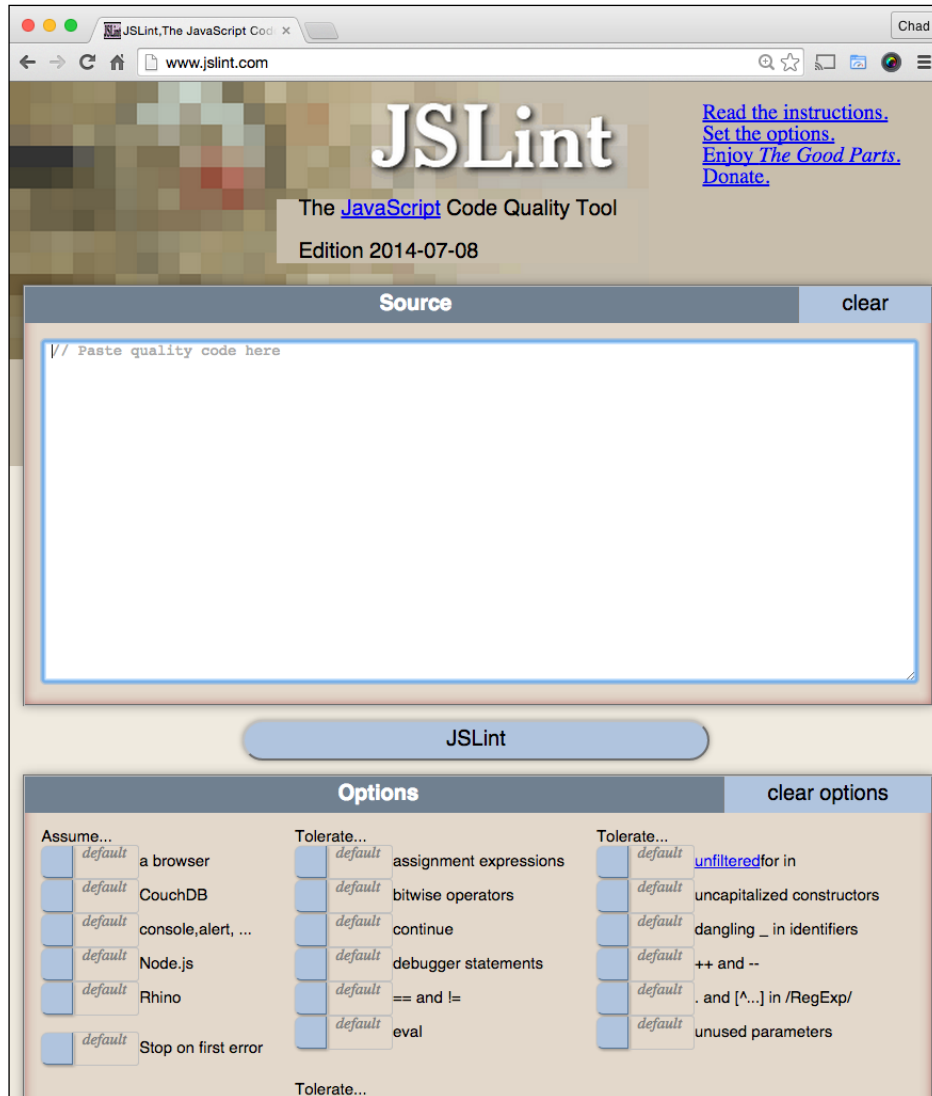 JSLint,The JavaScript Cod
Chad
www.jslint.com
JSLint
Read the instructions.
Set the options.
Enjoy The Good Parts.
Donate.
The JavaScript Code Quality Tool
Edition 2014-07-08
Source
clear
// Paste quality code here
JSLint
Options
clear options
Assume...
default a browser
default CouchDB
default console,alert, ...
default Node.js
default Rhino
default Stop on first error
Tolerate...
default assignment expressions
default bitwise operators
default continue
default debugger statements
default == and !=
default eval
Tolerate...
default unfilteredfor in
default uncapitalized constructors
default dangling _ in identifiers
default ++ and --
default . and [^...] in /RegExp/
default unused parameters
Tolerate...